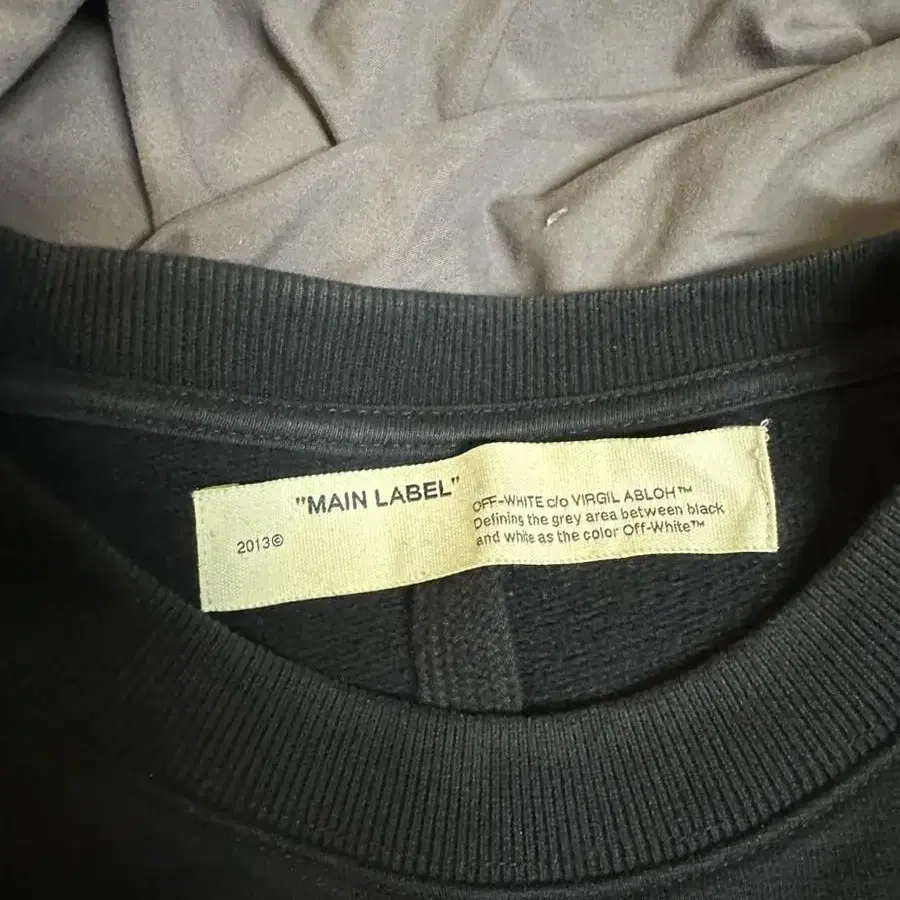 "MAIN LABEL"
2013©
OFF-WHITE c/o VIRGIL ABLOH™
Defining the grey area between black
and white as the color Off-White™